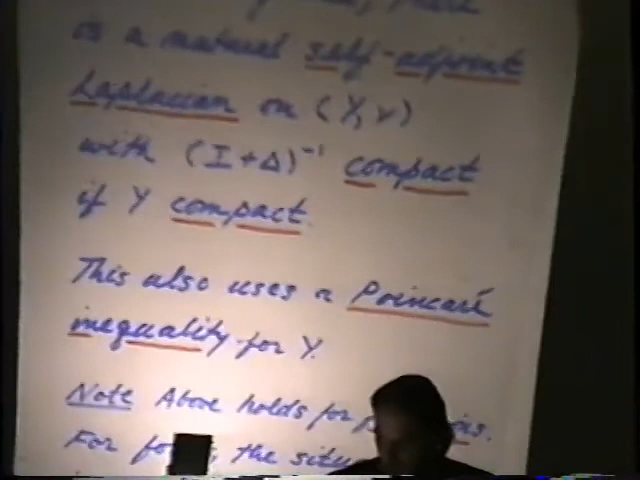 is a natural self-adjoint
Laplacian on (Y, ν)
with (I + Δ)⁻¹ compact
if Y compact.
This also uses a Poincaré
inequality for Y.
Note Above holds for
For the